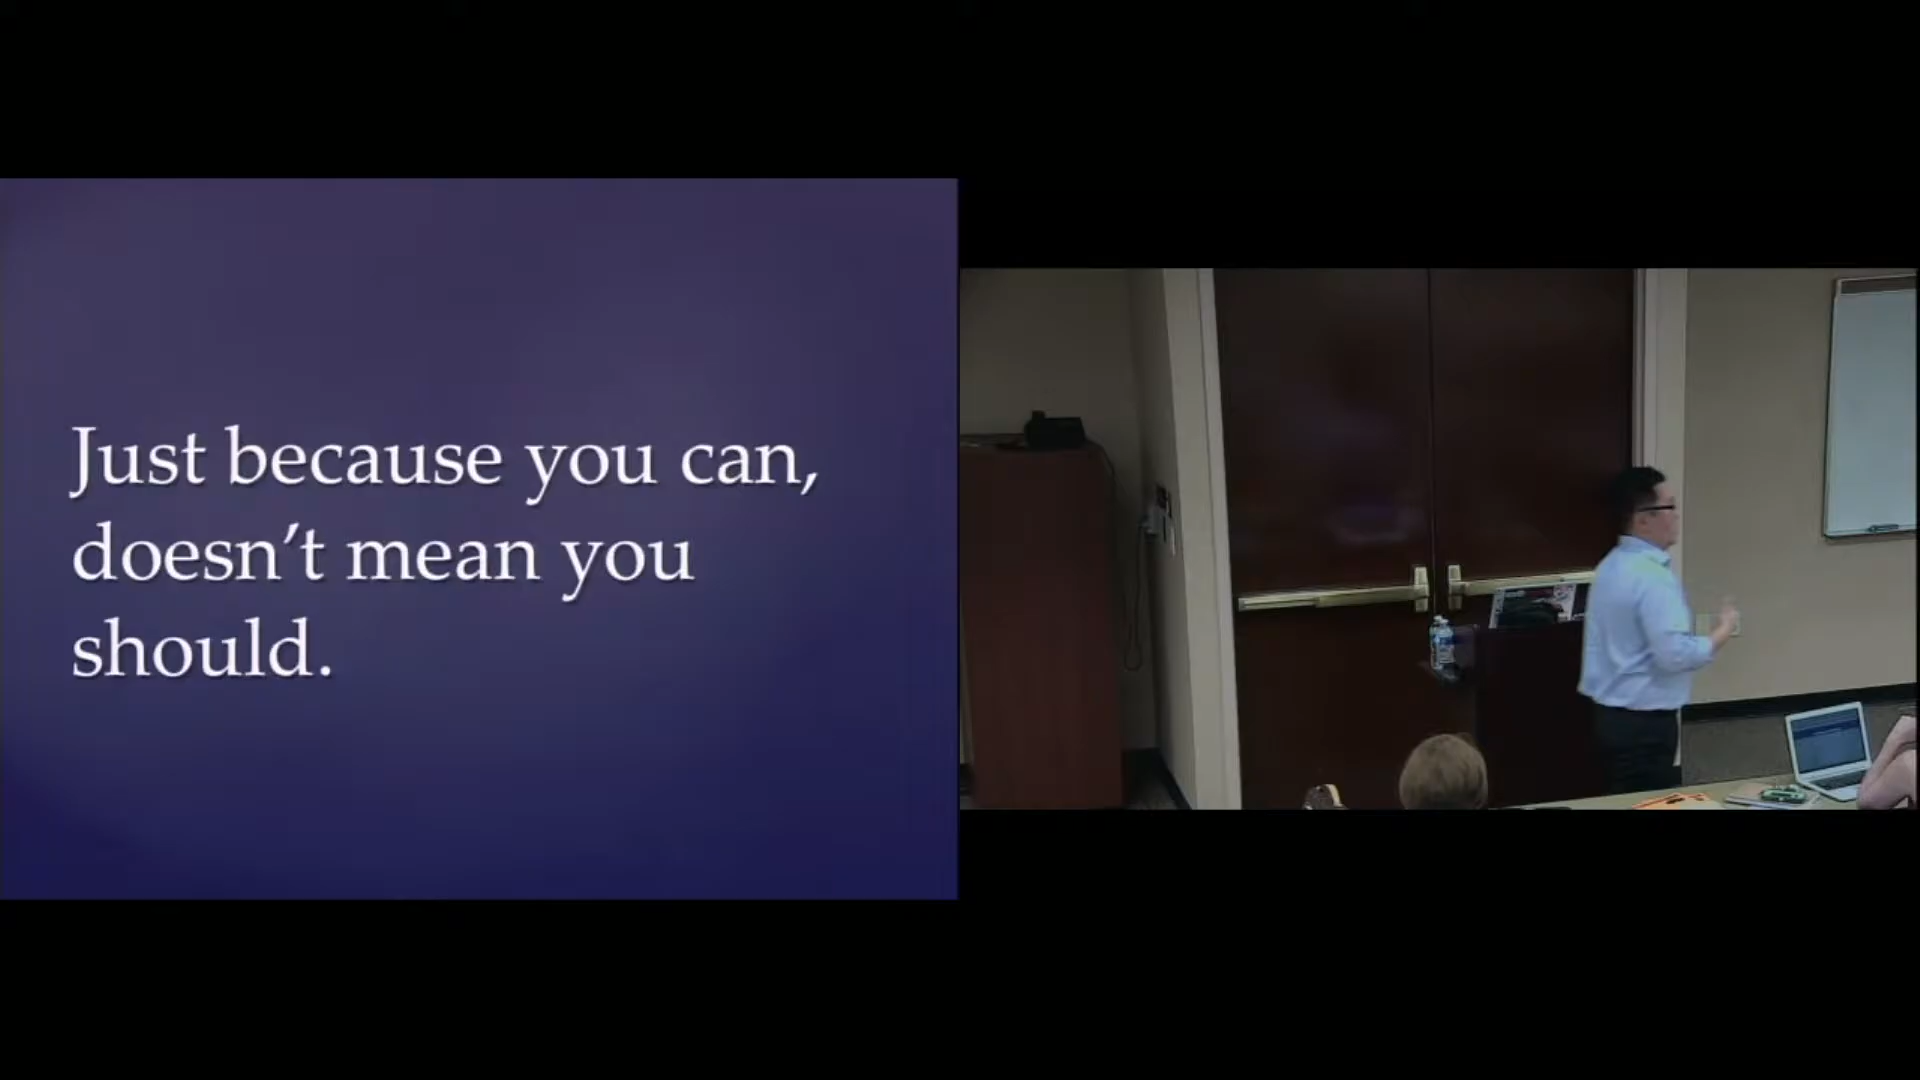 Just because you can,
doesn’t mean you
should.